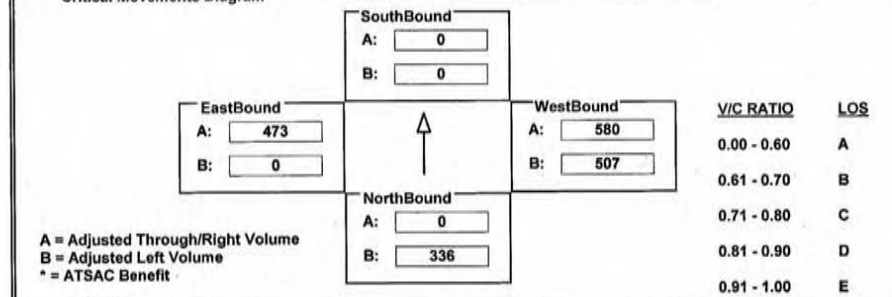 Critical Movements Diagram
SouthBound
A: 0
B: 0
EastBound
A: 473
B: 0
WestBound
A: 580
B: 507
NorthBound
A: 0
B: 336
A = Adjusted Through/Right Volume
B = Adjusted Left Volume
* = ATSAC Benefit
V/C RATIO LOS
0.00 - 0.60 A
0.61 - 0.70 B
0.71 - 0.80 C
0.81 - 0.90 D
0.91 - 1.00 E